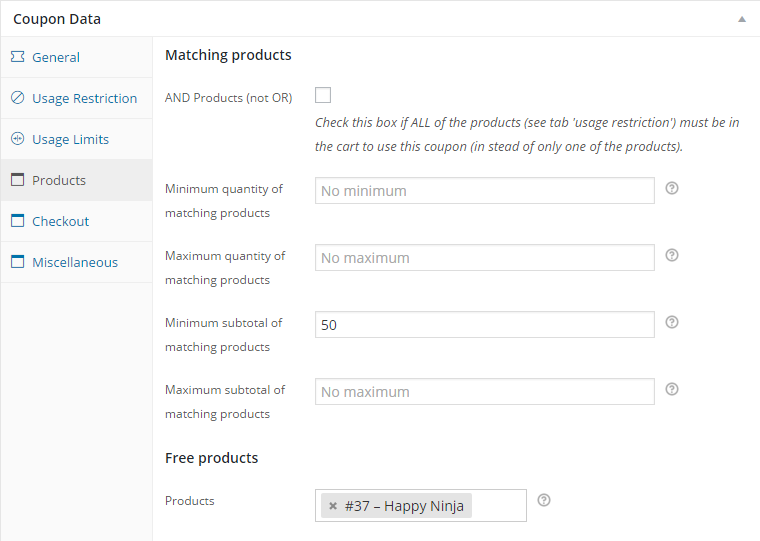 Coupon Data
General
Usage Restriction
Usage Limits
Products
Checkout
Miscellaneous
Matching products
AND Products (not OR)
Check this box if ALL of the products (see tab 'usage restriction') must be in
the cart to use this coupon (in stead of only one of the products).
Minimum quantity of
matching products
No minimum
Maximum quantity of
matching products
No maximum
Minimum subtotal of
matching products
50
Maximum subtotal of
matching products
No maximum
Free products
Products
× #37 – Happy Ninja